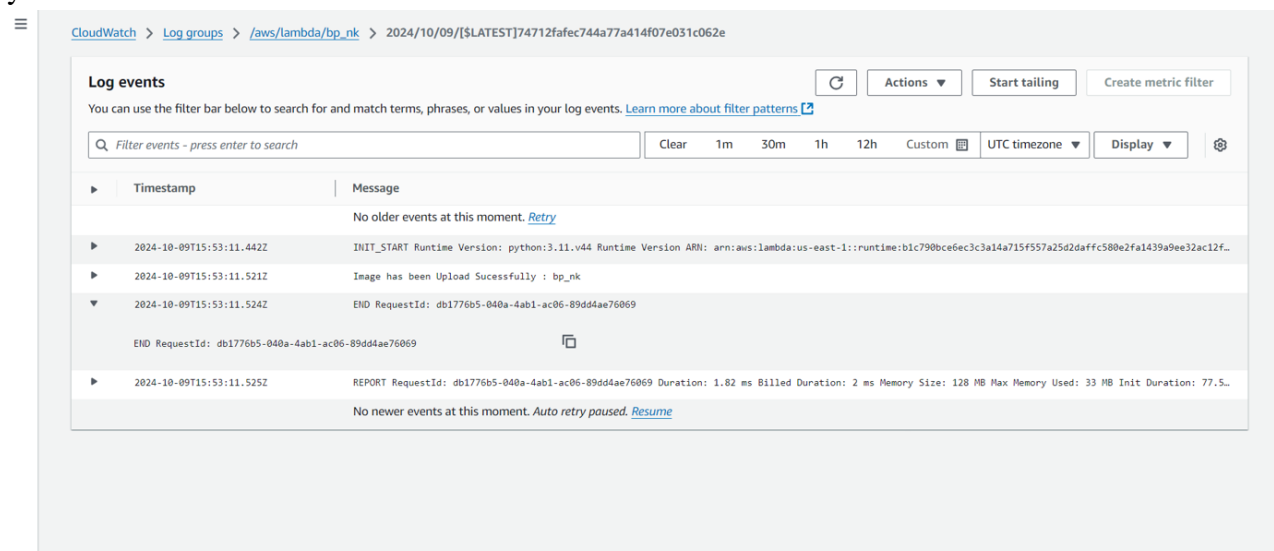 y
CloudWatch > Log groups > /aws/lambda/bp_nk > 2024/10/09/[$LATEST]74712fafec744a77a414f07e031c062e
Log events
Actions ▼ Start tailing Create metric filter
You can use the filter bar below to search for and match terms, phrases, or values in your log events. Learn more about filter patterns
Filter events - press enter to search Clear 1m 30m 1h 12h Custom UTC timezone ▼ Display ▼
Timestamp Message
No older events at this moment. Retry
2024-10-09T15:53:11.442Z INIT_START Runtime Version: python:3.11.v44 Runtime Version ARN: arn:aws:lambda:us-east-1::runtime:b1c790bce6ec3c3a14a715f557a25d2daffc580e2fa1439a9ee32ac12f…
2024-10-09T15:53:11.521Z Image has been Upload Sucessfully : bp_nk
2024-10-09T15:53:11.524Z END RequestId: db1776b5-040a-4ab1-ac06-89dd4ae76069
END RequestId: db1776b5-040a-4ab1-ac06-89dd4ae76069
2024-10-09T15:53:11.525Z REPORT RequestId: db1776b5-040a-4ab1-ac06-89dd4ae76069 Duration: 1.82 ms Billed Duration: 2 ms Memory Size: 128 MB Max Memory Used: 33 MB Init Duration: 77.5…
No newer events at this moment. Auto retry paused. Resume